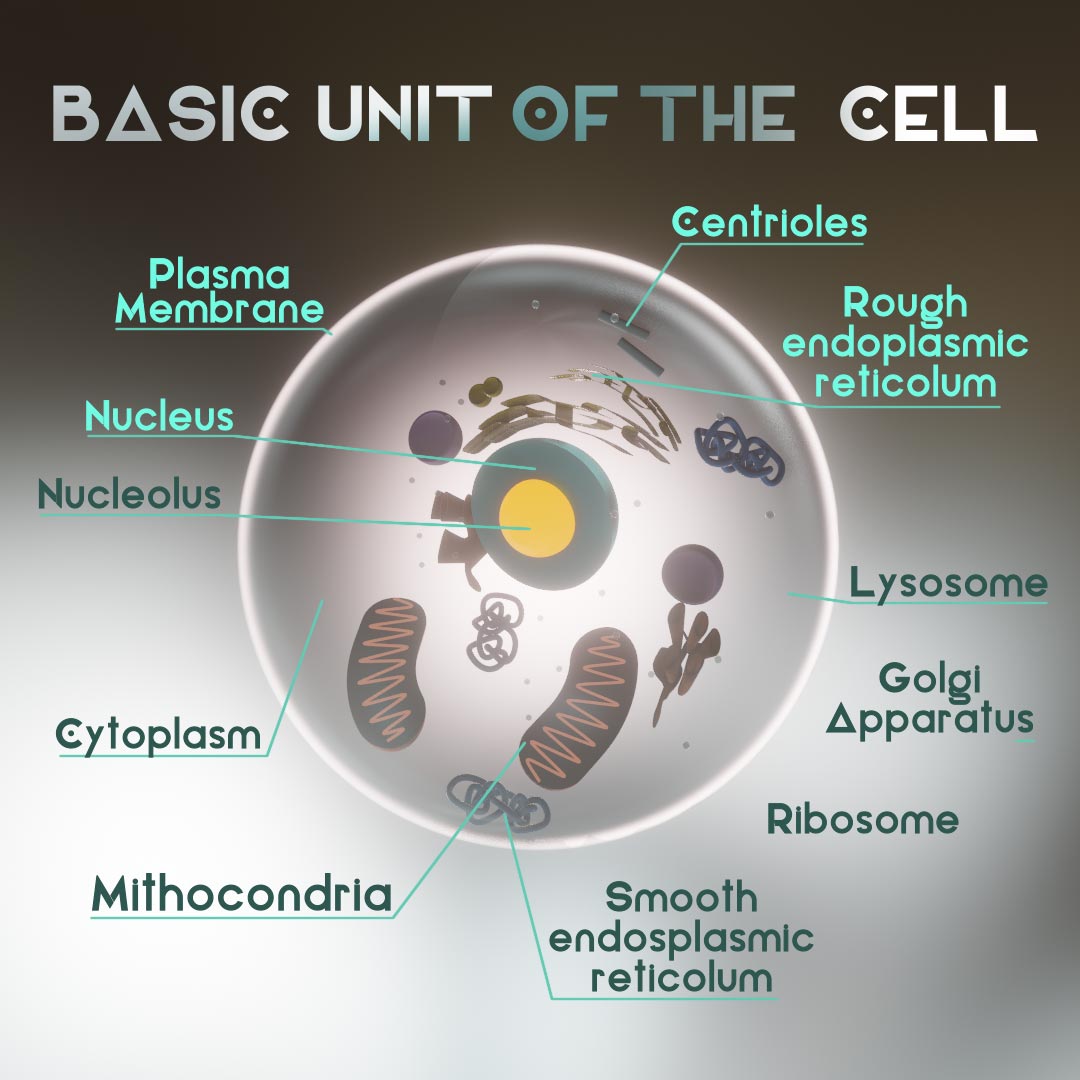 BASIC UNIT OF THE CELL
Centrioles
Plasma
Membrane
Rough
endoplasmic
reticolum
Nucleus
Nucleolus
Lysosome
Golgi
Apparatus
Cytoplasm
Ribosome
Mithocondria
Smooth
endosplasmic
reticolum